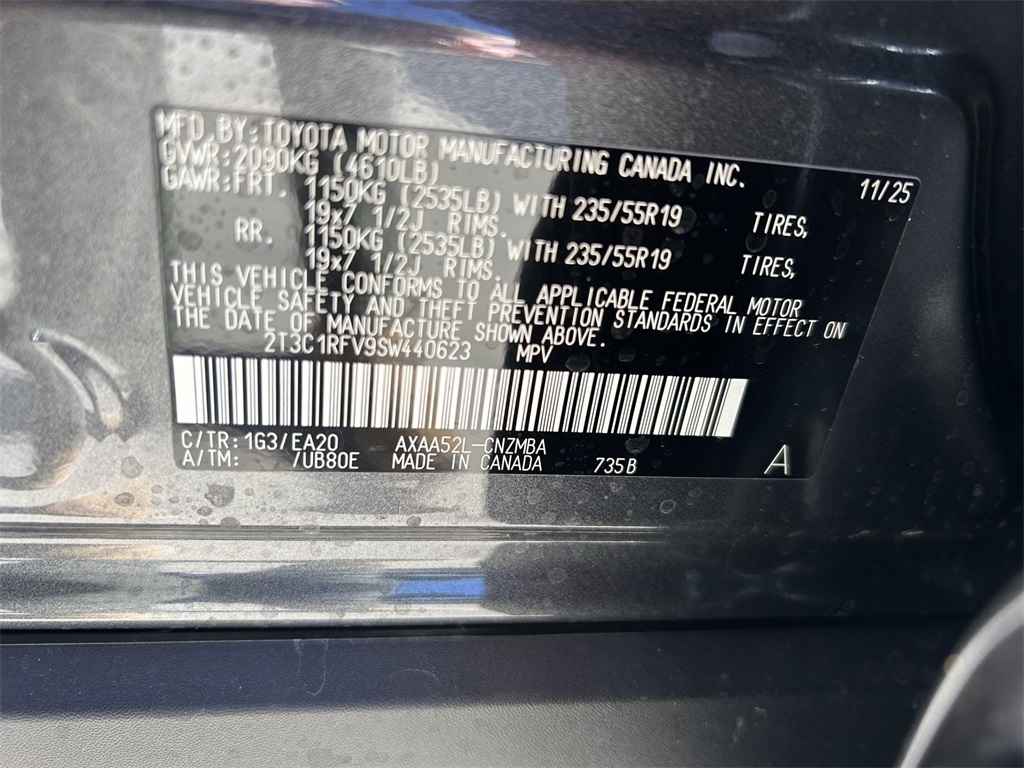 MFD.BY:TOYOTA MOTOR MANUFACTURING CANADA INC.
GVWR:2090KG (4610LB) 11/25
GAWR:FRT. 1150KG (2535LB) WITH 235/55R19 TIRES,
19x7 1/2J RIMS.
RR. 1150KG (2535LB) WITH 235/55R19 TIRES,
19x7 1/2J RIMS.
THIS VEHICLE CONFORMS TO ALL APPLICABLE FEDERAL MOTOR
VEHICLE SAFETY AND THEFT PREVENTION STANDARDS IN EFFECT ON
THE DATE OF MANUFACTURE SHOWN ABOVE.
2T3C1RFV9SW440623 MPV
C/TR:1G3/EA20 AXAA52L-CNZMBA
A/TM: /UB80E MADE IN CANADA 735B A